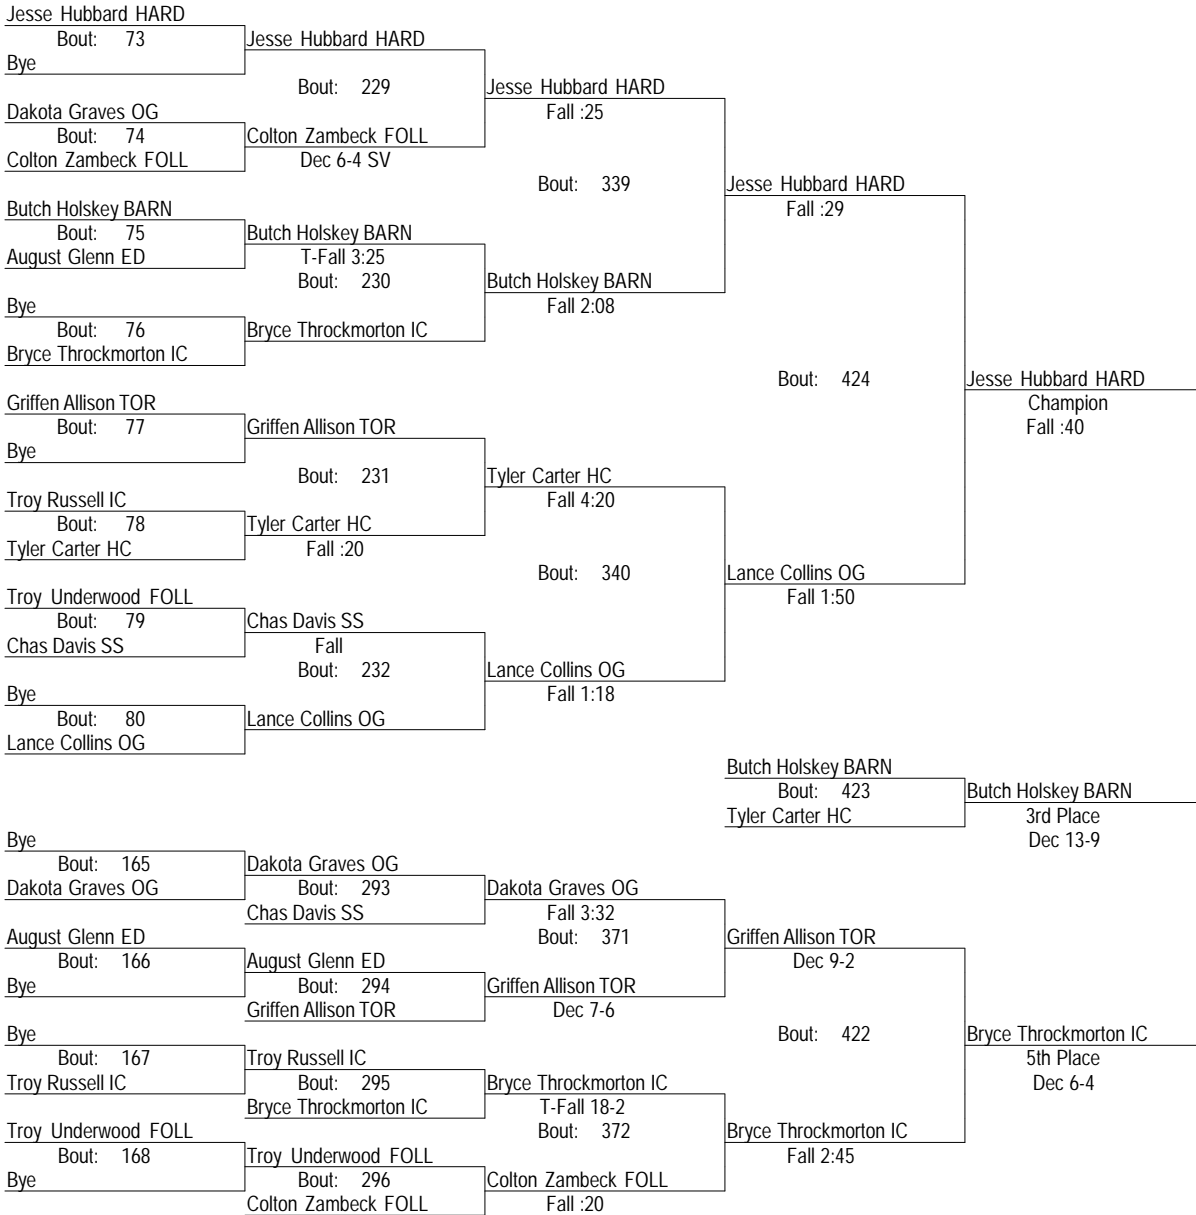 Jesse Hubbard HARD
Bout: 73
Bye
Jesse Hubbard HARD
Bout: 229
Dakota Graves OG
Bout: 74
Colton Zambeck FOLL
Colton Zambeck FOLL
Dec 6-4 SV
Jesse Hubbard HARD
Fall :25
Bout: 339
Butch Holskey BARN
Bout: 75
August Glenn ED
Butch Holskey BARN
T-Fall 3:25
Bout: 230
Bye
Bout: 76
Bryce Throckmorton IC
Bryce Throckmorton IC
Butch Holskey BARN
Fall 2:08
Jesse Hubbard HARD
Fall :29
Bout: 424
Griffen Allison TOR
Bout: 77
Bye
Griffen Allison TOR
Bout: 231
Troy Russell IC
Bout: 78
Tyler Carter HC
Tyler Carter HC
Fall :20
Tyler Carter HC
Fall 4:20
Bout: 340
Troy Underwood FOLL
Bout: 79
Chas Davis SS
Chas Davis SS
Fall
Bout: 232
Bye
Bout: 80
Lance Collins OG
Lance Collins OG
Lance Collins OG
Fall 1:18
Lance Collins OG
Fall 1:50
Jesse Hubbard HARD
Champion
Fall :40
Butch Holskey BARN
Bout: 423
Tyler Carter HC
Butch Holskey BARN
3rd Place
Dec 13-9
Bye
Bout: 165
Dakota Graves OG
Dakota Graves OG
Bout: 293
Chas Davis SS
Dakota Graves OG
Fall 3:32
Bout: 371
August Glenn ED
Bout: 166
Bye
August Glenn ED
Bout: 294
Griffen Allison TOR
Griffen Allison TOR
Dec 7-6
Griffen Allison TOR
Dec 9-2
Bout: 422
Bye
Bout: 167
Troy Russell IC
Troy Russell IC
Bout: 295
Bryce Throckmorton IC
Bryce Throckmorton IC
T-Fall 18-2
Bout: 372
Troy Underwood FOLL
Bout: 168
Bye
Troy Underwood FOLL
Bout: 296
Colton Zambeck FOLL
Colton Zambeck FOLL
Fall :20
Bryce Throckmorton IC
Fall 2:45
Bryce Throckmorton IC
5th Place
Dec 6-4